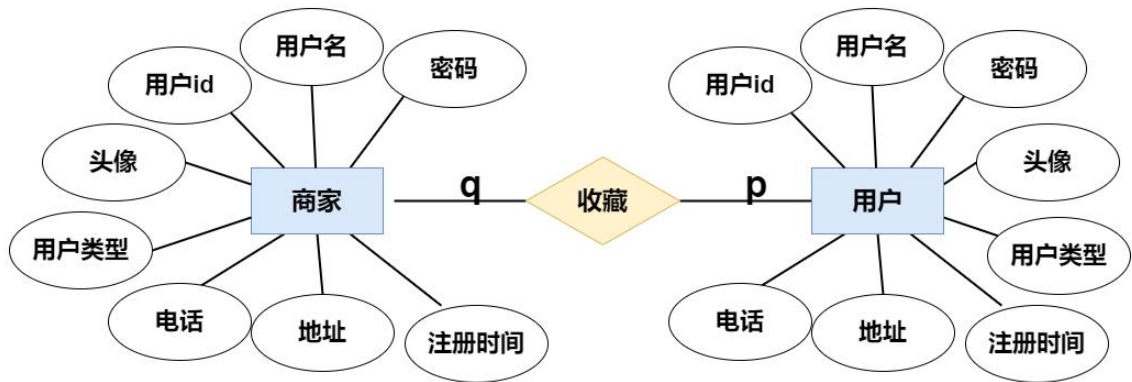 用户名
密码
用户id
头像
商家
用户类型
电话
地址
注册时间
q
收藏
p
用户名
密码
用户id
头像
用户
用户类型
电话
地址
注册时间